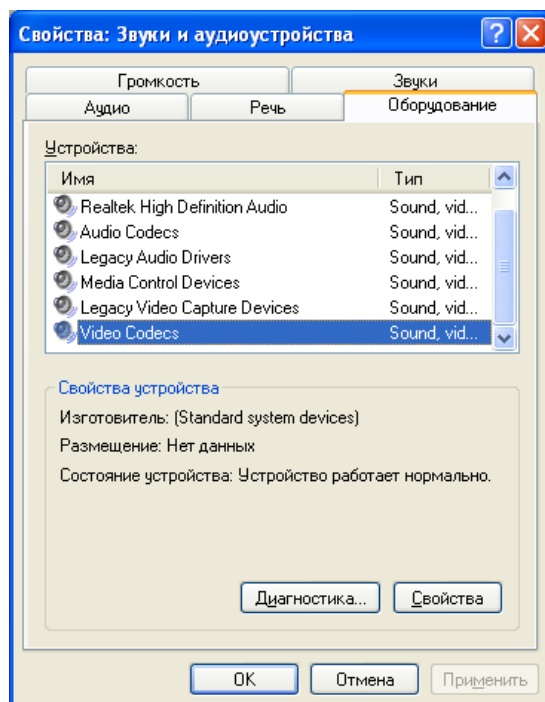 Свойства: Звуки и аудиоустройства
Громкость Звуки
Аудио Речь Оборудование
Устройства:
Имя Тип
Realtek High Definition Audio Sound, vid...
Audio Codecs Sound, vid...
Legacy Audio Drivers Sound, vid...
Media Control Devices Sound, vid...
Legacy Video Capture Devices Sound, vid...
Video Codecs Sound, vid...
Свойства устройства
Изготовитель: (Standard system devices)
Размещение: Нет данных
Состояние устройства: Устройство работает нормально.
Диагностика... Свойства
OK Отмена Применить